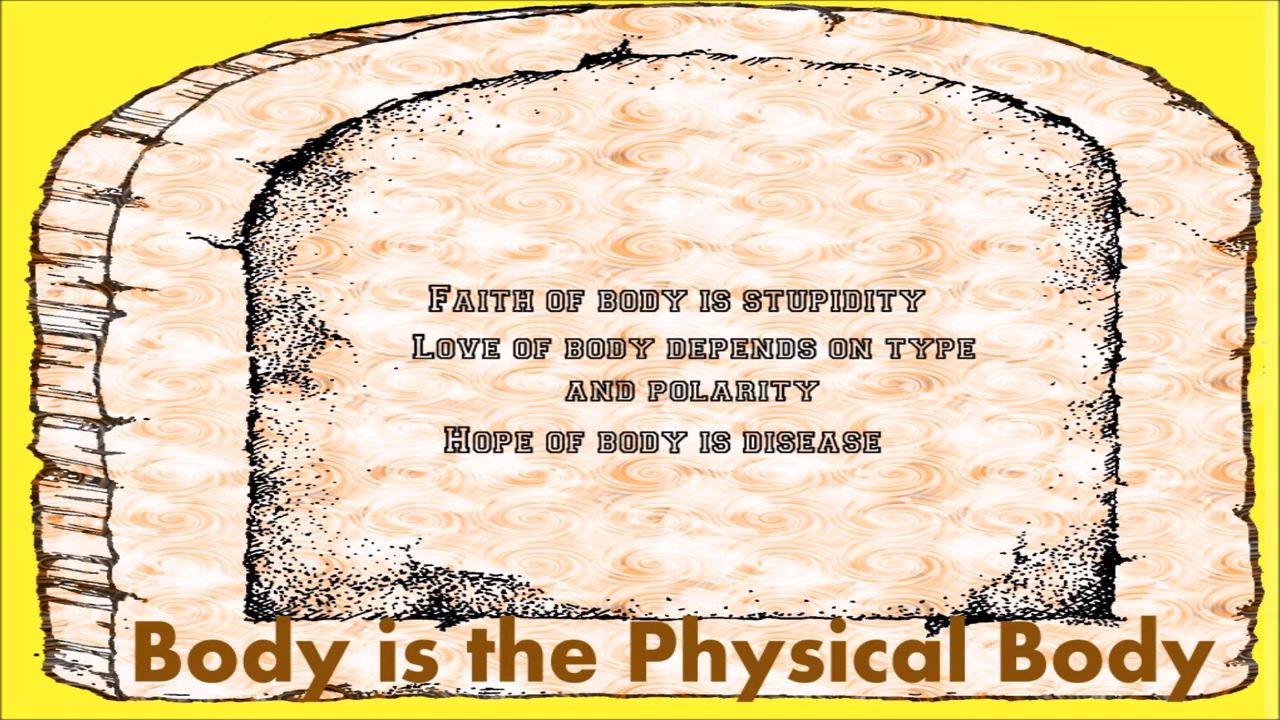 Faith of body is stupidity
Love of body depends on type
and polarity
Hope of body is disease
Body is the Physical Body